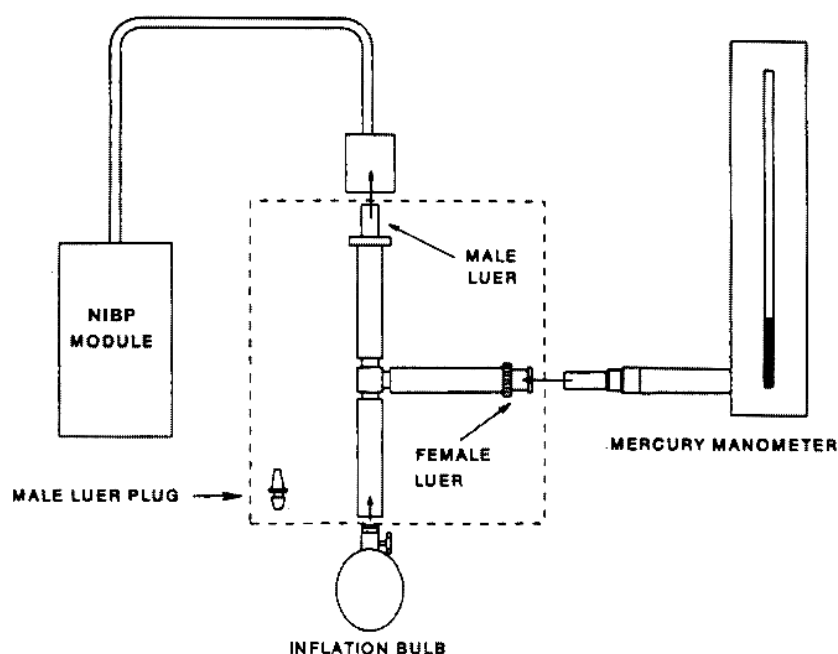 MALE
LUER
NIBP
MODULE
MERCURY MANOMETER
FEMALE
LUER
MALE LUER PLUG
INFLATION BULB